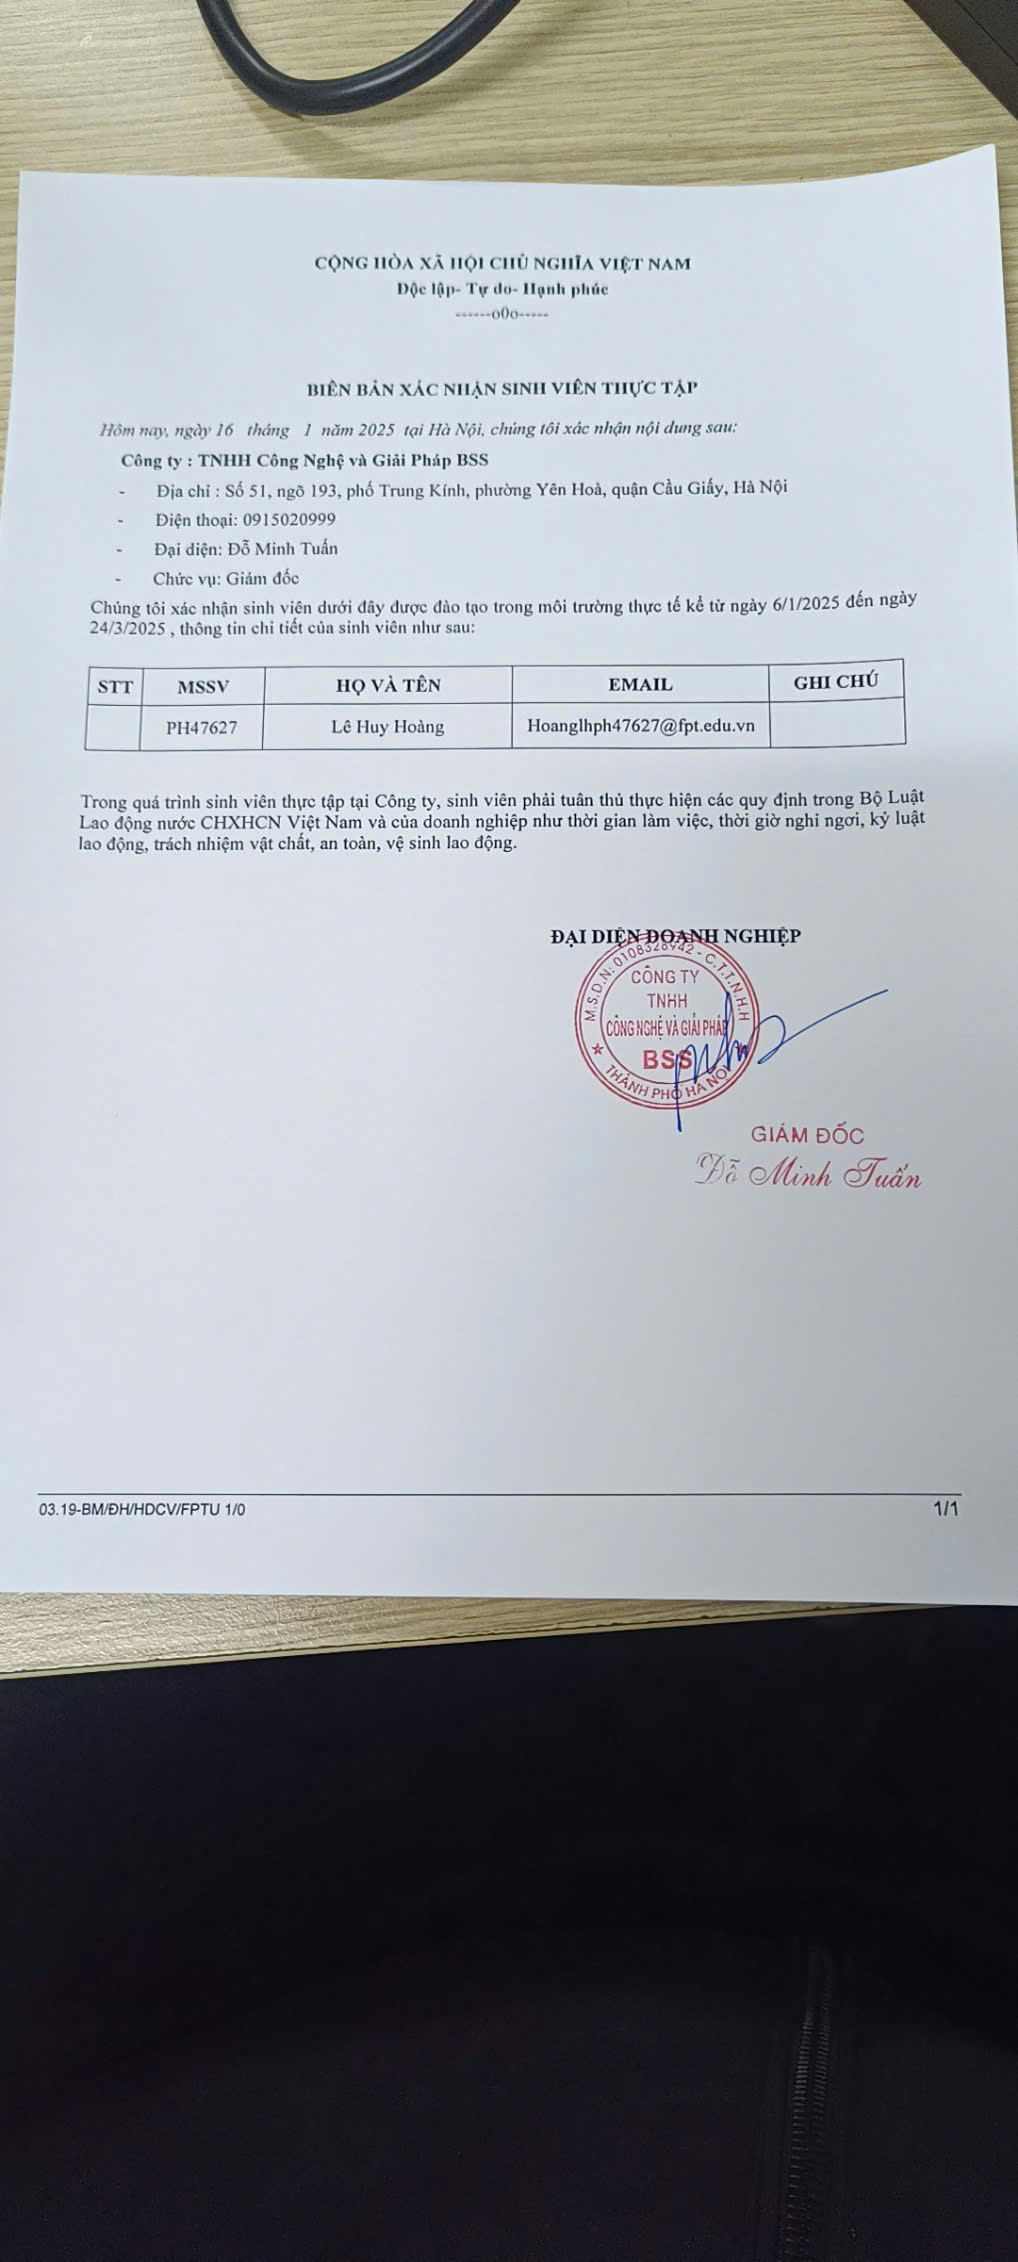 CỘNG HÒA XÃ HỘI CHỦ NGHĨA VIỆT NAM
Độc lập- Tự do- Hạnh phúc
------o0o-----
BIÊN BẢN XÁC NHẬN SINH VIÊN THỰC TẬP
Hôm nay, ngày 16 tháng 1 năm 2025 tại Hà Nội, chúng tôi xác nhận nội dung sau:
Công ty : TNHH Công Nghệ và Giải Pháp BSS
- Địa chỉ : Số 51, ngõ 193, phố Trung Kính, phường Yên Hoà, quận Cầu Giấy, Hà Nội
- Điện thoại: 0915020999
- Đại diện: Đỗ Minh Tuấn
- Chức vụ: Giám đốc
Chúng tôi xác nhận sinh viên dưới đây được đào tạo trong môi trường thực tế kể từ ngày 6/1/2025 đến ngày
24/3/2025 , thông tin chi tiết của sinh viên như sau:
STT MSSV HỌ VÀ TÊN EMAIL GHI CHÚ
PH47627 Lê Huy Hoàng Hoanglhph47627@fpt.edu.vn
Trong quá trình sinh viên thực tập tại Công ty, sinh viên phải tuân thủ thực hiện các quy định trong Bộ Luật
Lao động nước CHXHCN Việt Nam và của doanh nghiệp như thời gian làm việc, thời giờ nghỉ ngơi, kỷ luật
lao động, trách nhiệm vật chất, an toàn, vệ sinh lao động.
ĐẠI DIỆN DOANH NGHIỆP
M.S.D.N: 0108328942 - C.T.T.N.H.H
CÔNG TY
TNHH
CÔNG NGHỆ VÀ GIẢI PHÁP
BSS
THÀNH PHỐ HÀ NỘI
GIÁM ĐỐC
Đỗ Minh Tuấn
03.19-BM/ĐH/HDCV/FPTU 1/0 1/1